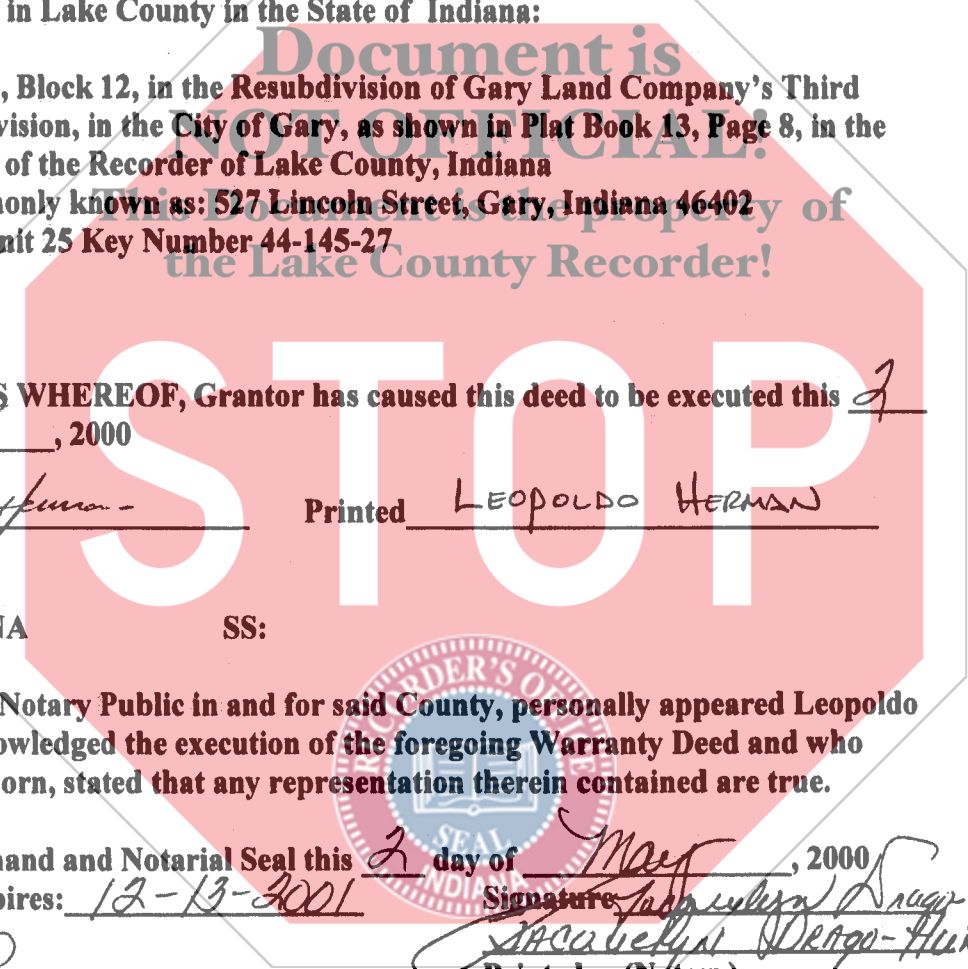 in Lake County in the State of Indiana:
Document is
, Block 12, in the Resubdivision of Gary Land Company's Third
NOT OFFICIAL!
vision, in the City of Gary, as shown in Plat Book 13, Page 8, in the
of the Recorder of Lake County, Indiana
This Document is the property of
monly known as: 527 Lincoln Street, Gary, Indiana 46402
nit 25 Key Number 44-145-27
the Lake County Recorder!
STOP
S WHEREOF, Grantor has caused this deed to be executed this 2
, 2000
Printed LEOPOLDO HERMAN
NA SS:
RECORDER'S OFFICE
Notary Public in and for said County, personally appeared Leopoldo
owledged the execution of the foregoing Warranty Deed and who
orn, stated that any representation therein contained are true.
SEAL
INDIANA
hand and Notarial Seal this 2 day of May, 2000
pires: 12-13-2001 Signature Jacquelyn Drago-
Jacquelyn Drago-
Printed (Notary)